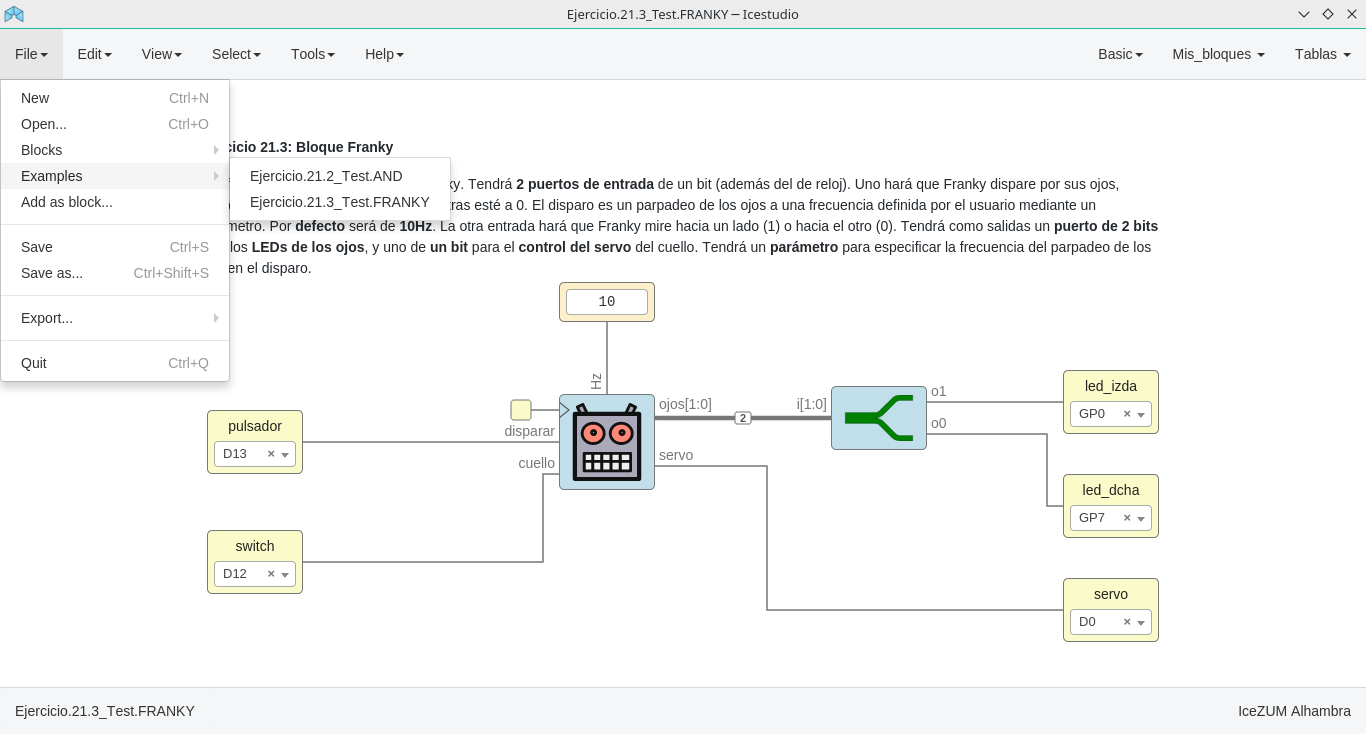 Ejercicio.21.3_Test.FRANKY – Icestudio
File Edit View Select Tools Help Basic Mis_bloques Tablas
New Ctrl+N
Open... Ctrl+O
Blocks
Examples
Add as block...
Save Ctrl+S
Save as... Ctrl+Shift+S
Export...
Quit Ctrl+Q
Ejercicio.21.2_Test.AND
Ejercicio.21.3_Test.FRANKY
cicio 21.3: Bloque Franky
ky. Tendrá 2 puertos de entrada de un bit (además del de reloj). Uno hará que Franky dispare por sus ojos,
tras esté a 0. El disparo es un parpadeo de los ojos a una frecuencia definida por el usuario mediante un
metro. Por defecto será de 10Hz. La otra entrada hará que Franky mire hacia un lado (1) o hacia el otro (0). Tendrá como salidas un puerto de 2 bits
los LEDs de los ojos, y uno de un bit para el control del servo del cuello. Tendrá un parámetro para especificar la frecuencia del parpadeo de los
en el disparo.
10
Hz
disparar
cuello
ojos[1:0]
2
servo
i[1:0]
o1
o0
pulsador
D13
switch
D12
led_izda
GP0
led_dcha
GP7
servo
D0
Ejercicio.21.3_Test.FRANKY
IceZUM Alhambra